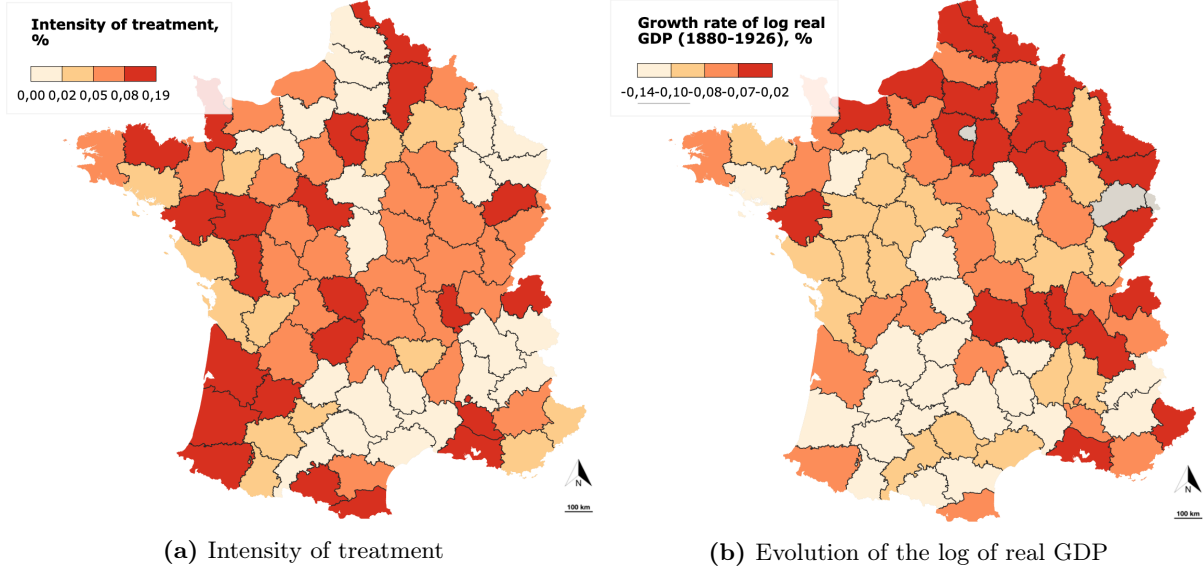 Intensity of treatment,
%
0,00 0,02 0,05 0,08 0,19
N
100 km
(a) Intensity of treatment
Growth rate of log real
GDP (1880-1926), %
-0,14-0,10-0,08-0,07-0,02
N
100 km
(b) Evolution of the log of real GDP